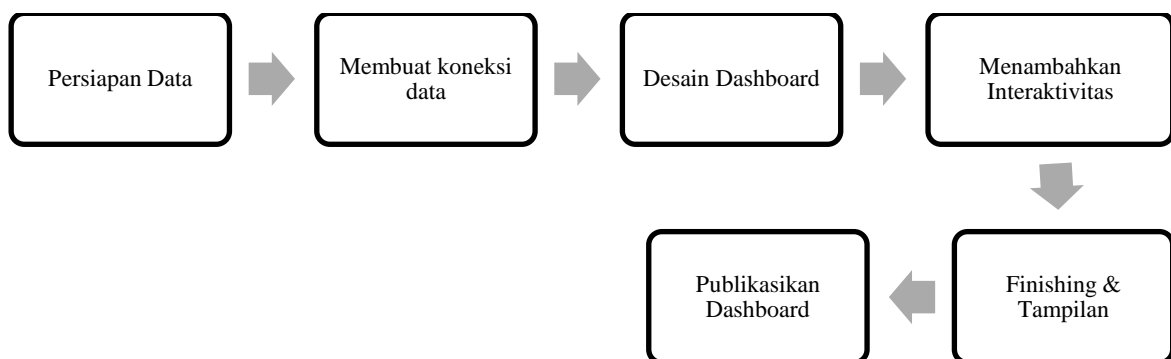 Persiapan Data
Membuat koneksi
data
Desain Dashboard
Menambahkan
Interaktivitas
Finishing &
Tampilan
Publikasikan
Dashboard